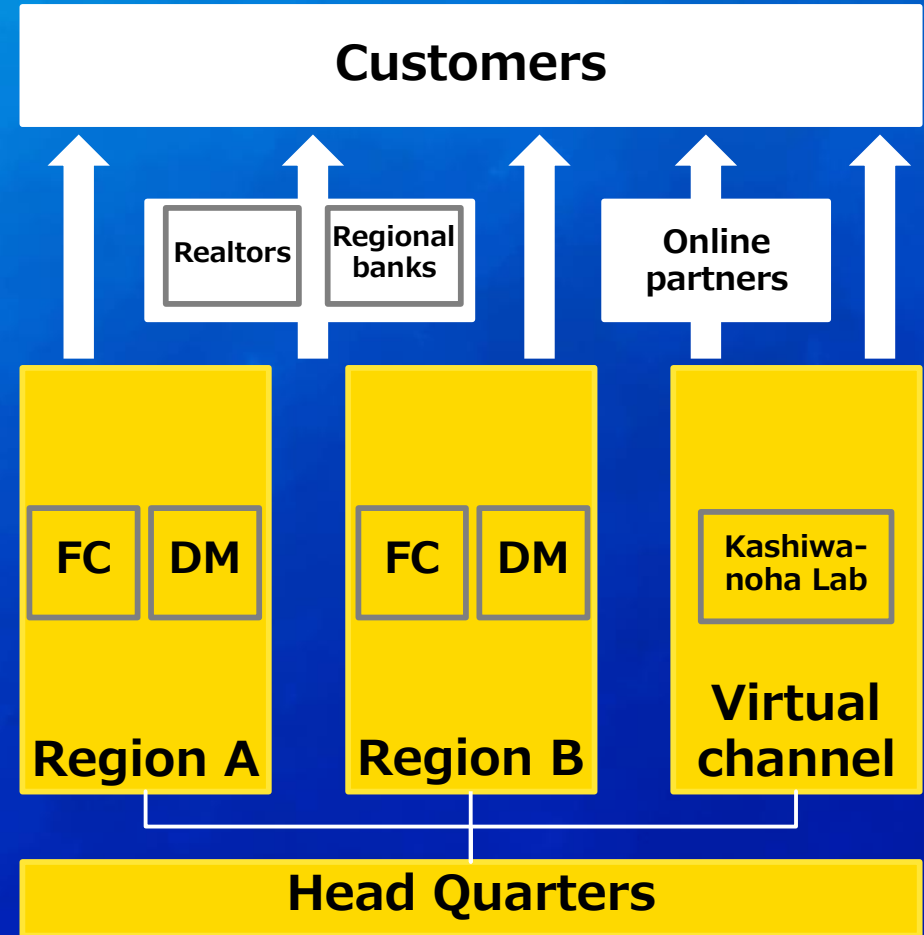 Customers
Realtors
Regional
banks
Online
partners
FC
DM
Region A
FC
DM
Region B
Kashiwa-
noha Lab
Virtual
channel
Head Quarters